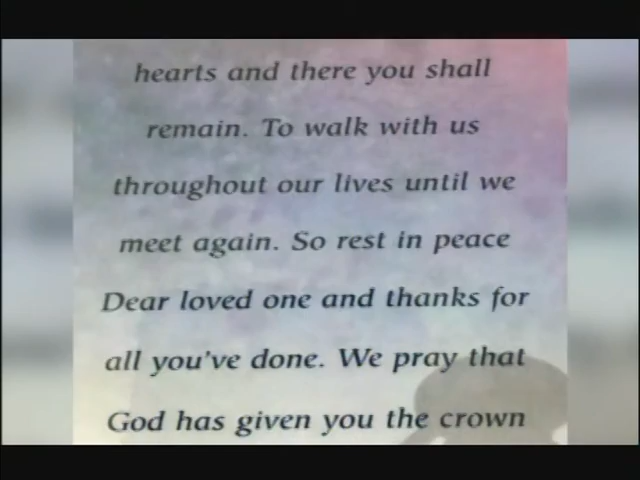 hearts and there you shall
remain. To walk with us
throughout our lives until we
meet again. So rest in peace
Dear loved one and thanks for
all you've done. We pray that
God has given you the crown